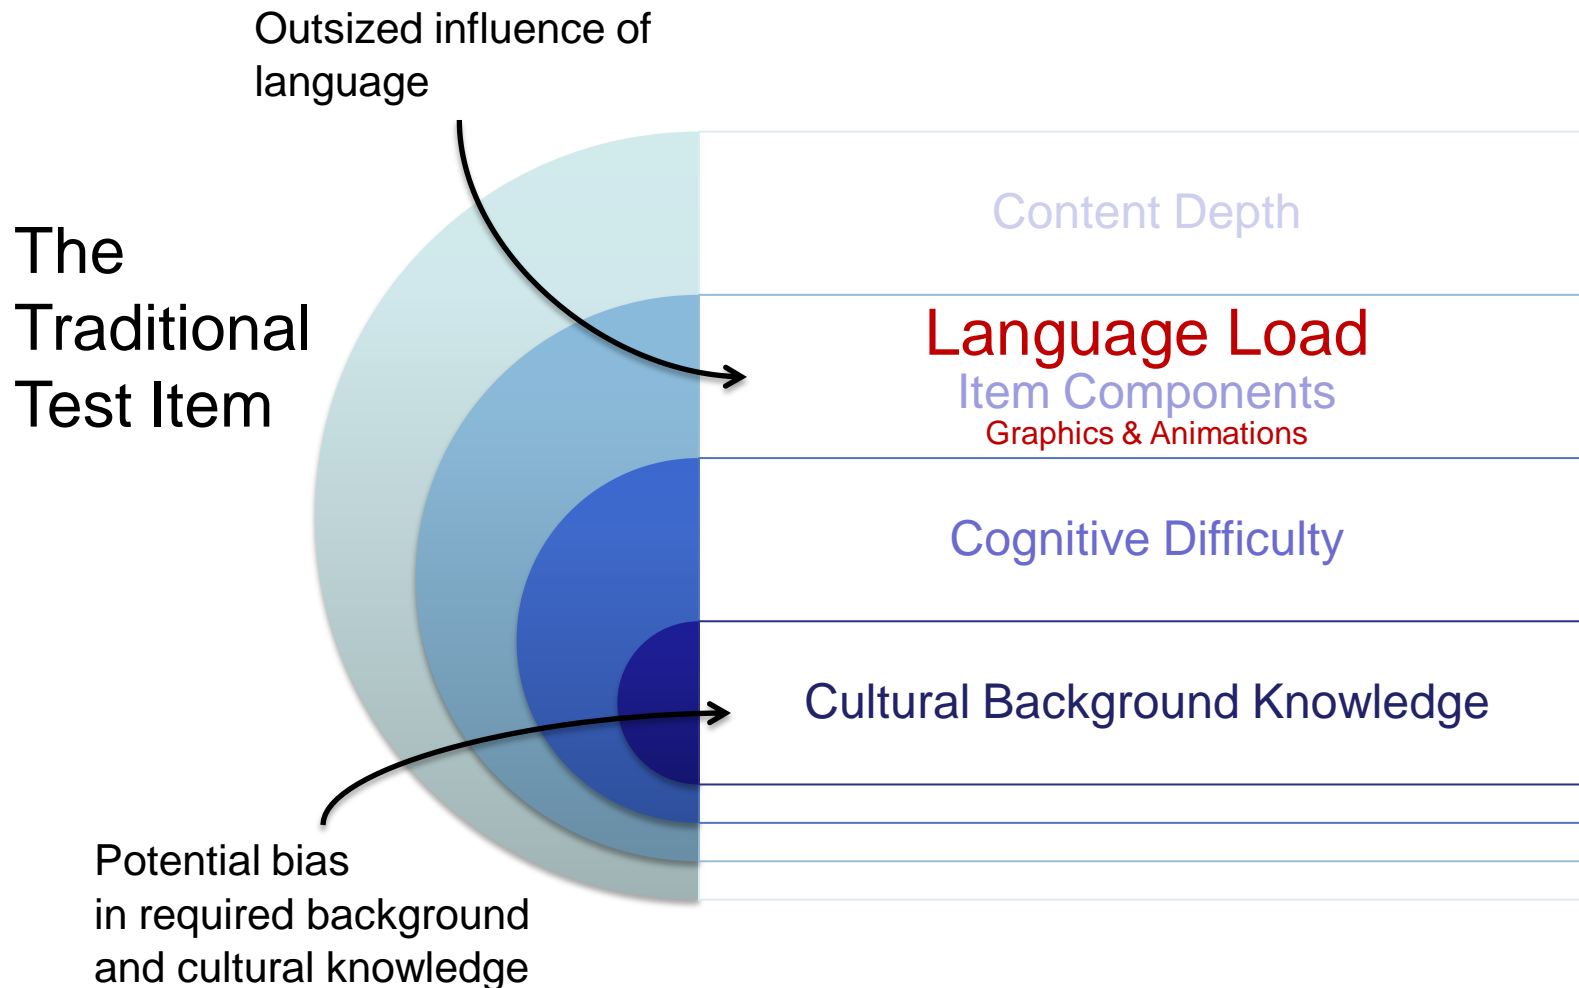 Outsized influence of
language
The
Traditional
Test Item
Content Depth
Language Load
Item Components
Graphics & Animations
Cognitive Difficulty
Cultural Background Knowledge
Potential bias
in required background
and cultural knowledge